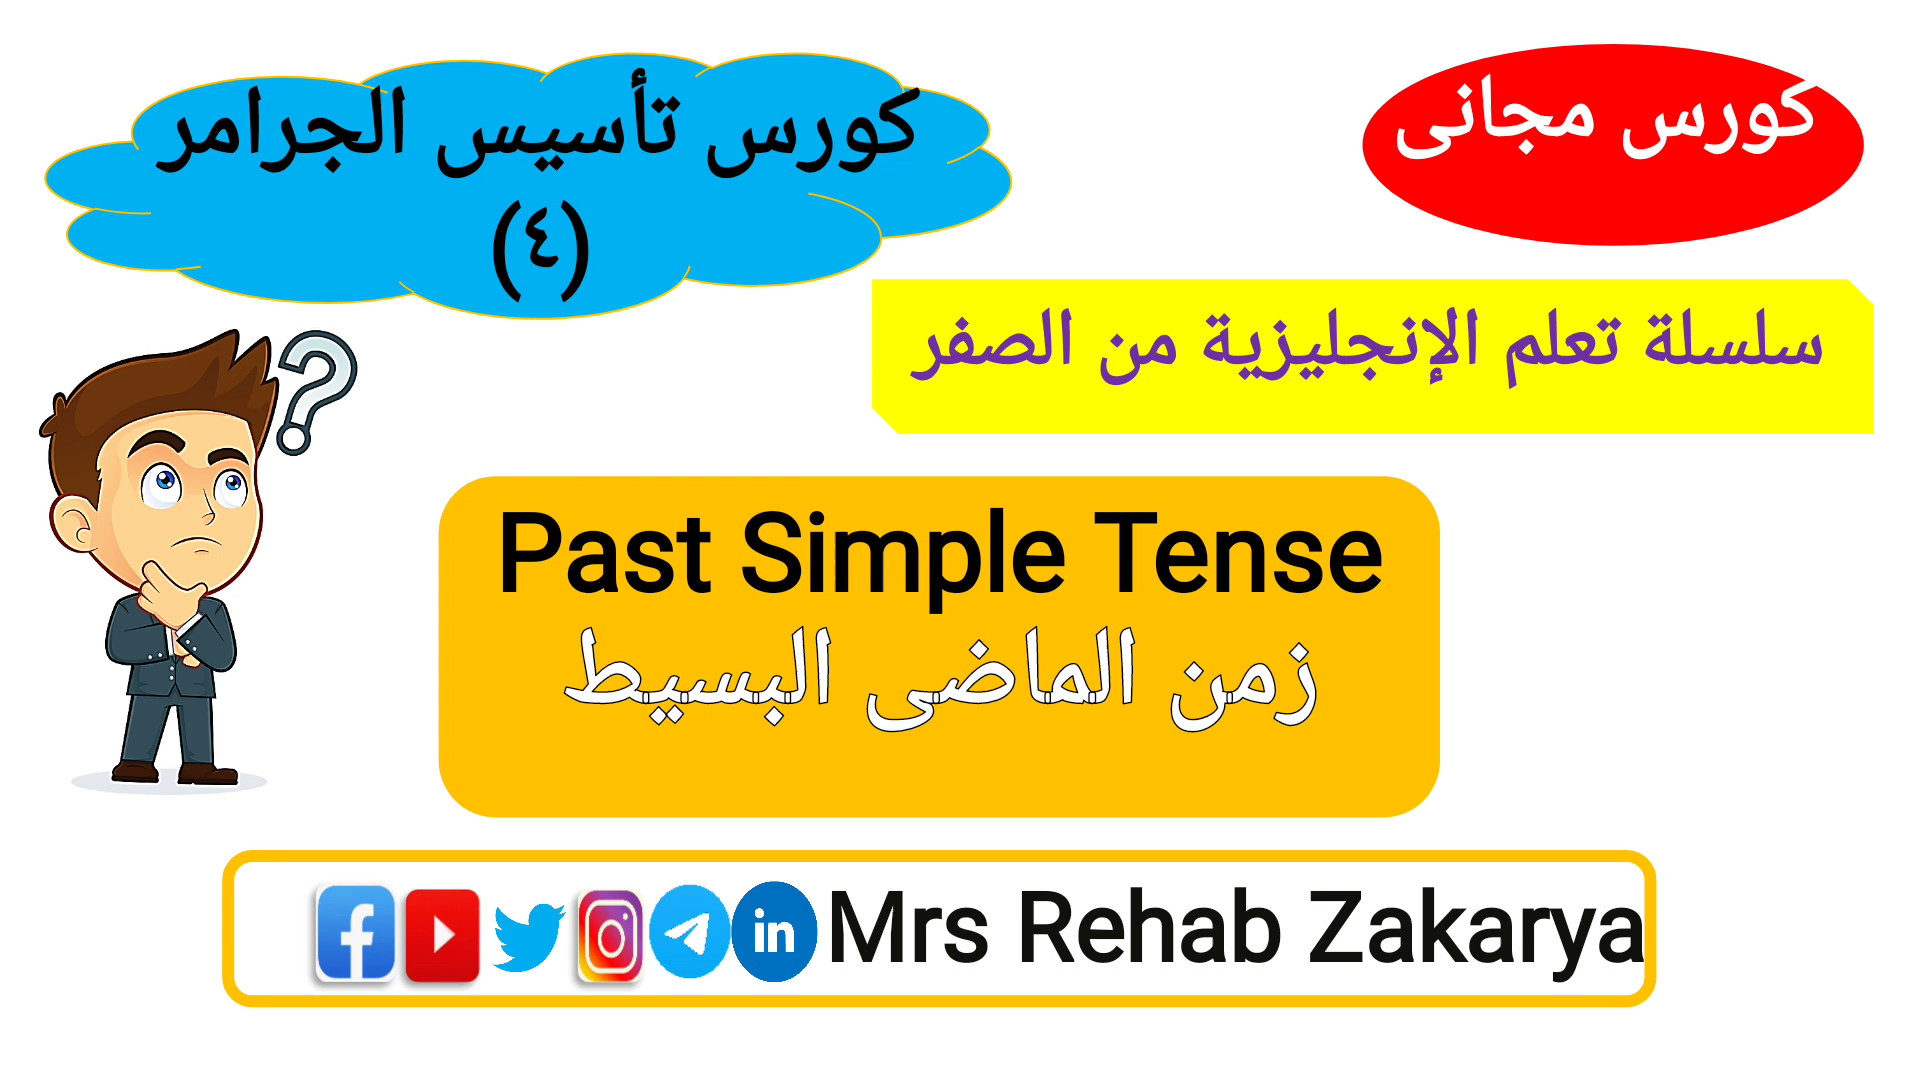 كورس مجانى
كورس تأسيس الجرامر
(٤)
سلسلة تعلم الإنجليزية من الصفر
Past Simple Tense
زمن الماضى البسيط
Mrs Rehab Zakarya